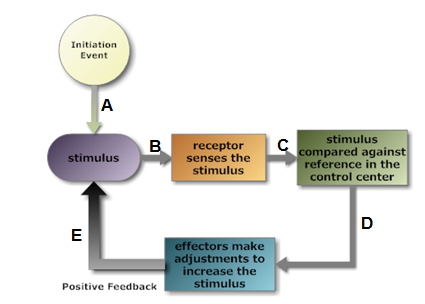 Initiation
Event
A
stimulus
B
receptor
senses the
stimulus
C
stimulus
compared against
reference in the
control center
D
effectors make
adjustments to
increase the
stimulus
E
Positive Feedback